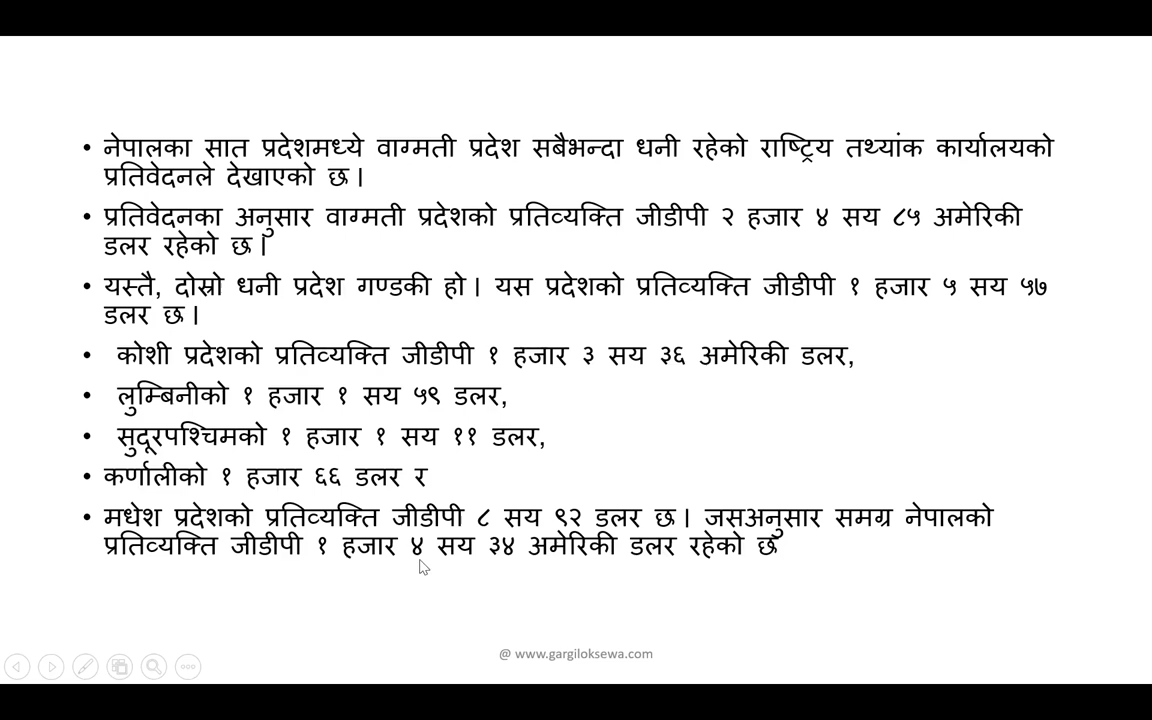 • नेपालका सात प्रदेशमध्ये वाग्मती प्रदेश सबैभन्दा धनी रहेको राष्ट्रिय तथ्यांक कार्यालयको
प्रतिवेदनले देखाएको छ ।
• प्रतिवेदनका अनुसार वाग्मती प्रदेशको प्रतिव्यक्ति जीडीपी २ हजार ४ सय ८५ अमेरिकी
डलर रहेको छ ।
• यस्तै, दोस्रो धनी प्रदेश गण्डकी हो । यस प्रदेशको प्रतिव्यक्ति जीडीपी १ हजार ५ सय ५७
डलर छ ।
• कोशी प्रदेशको प्रतिव्यक्ति जीडीपी १ हजार ३ सय ३६ अमेरिकी डलर,
• लुम्बिनीको १ हजार १ सय ५९ डलर,
• सुदूरपश्चिमको १ हजार १ सय ११ डलर,
• कर्णालीको १ हजार ६६ डलर र
• मधेश प्रदेशको प्रतिव्यक्ति जीडीपी ८ सय ९२ डलर छ । जसअनुसार समग्र नेपालको
प्रतिव्यक्ति जीडीपी १ हजार ४ सय ३४ अमेरिकी डलर रहेको छ
@ www.gargiloksewa.com